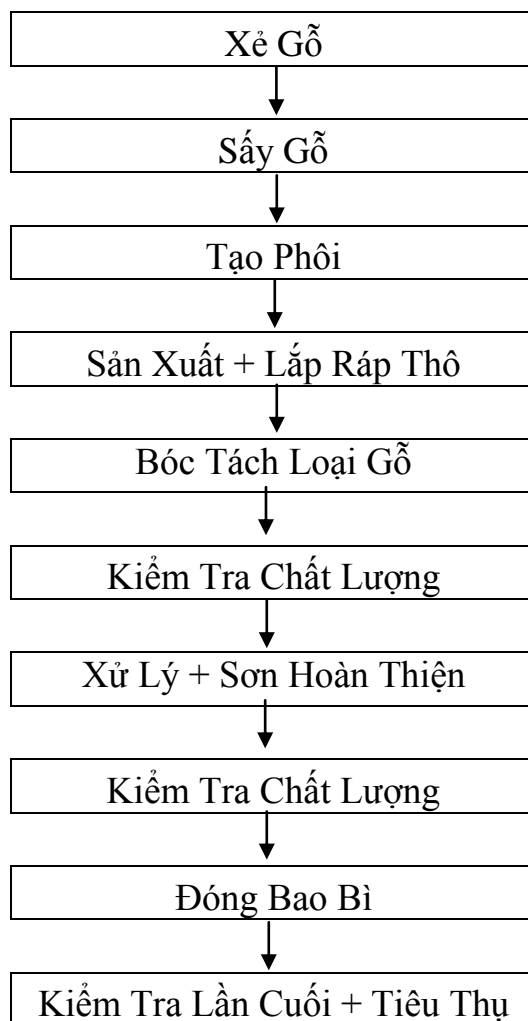 Xẻ Gỗ
Sấy Gỗ
Tạo Phôi
Sản Xuất + Lắp Ráp Thô
Bóc Tách Loại Gỗ
Kiểm Tra Chất Lượng
Xử Lý + Sơn Hoàn Thiện
Kiểm Tra Chất Lượng
Đóng Bao Bì
Kiểm Tra Lần Cuối + Tiêu Thụ